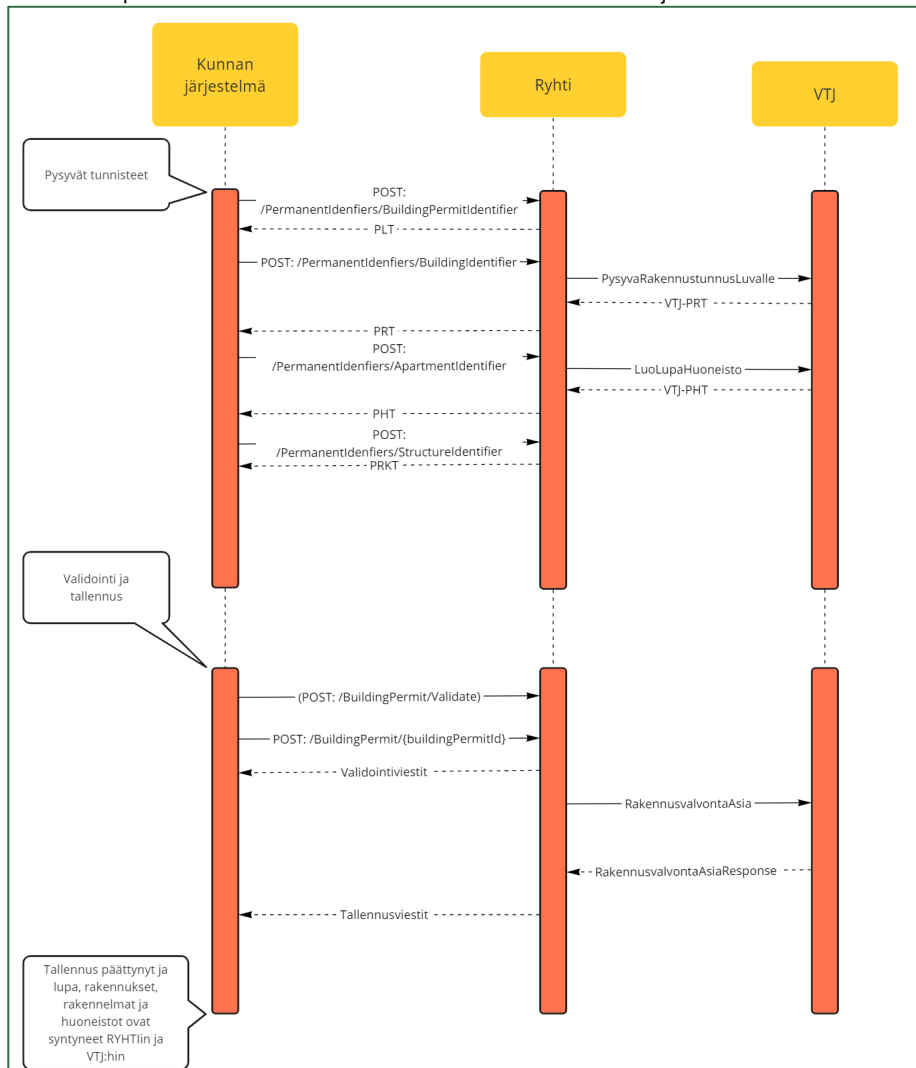 Kunnan
järjestelmä
Ryhti
VTJ
Pysyvät tunnisteet
POST:
/PermanentIdenfiers/BuildingPermitIdentifier
PLT
POST: /PermanentIdenfiers/BuildingIdentifier
PysyvaRakennustunnusLuvalle
VTJ-PRT
PRT
POST:
/PermanentIdenfiers/ApartmentIdentifier
LuoLupaHuoneisto
VTJ-PHT
PHT
POST:
/PermanentIdenfiers/StructureIdentifier
PRKT
Validointi ja
tallennus
(POST: /BuildingPermit/Validate)
POST: /BuildingPermit/{buildingPermitId}
Validointiviestit
RakennusvalvontaAsia
RakennusvalvontaAsiaResponse
Tallennusviestit
Tallennus päättynyt ja
lupa, rakennukset,
rakennelmat ja
huoneistot ovat
syntyneet RYHTIin ja
VTJ:hin